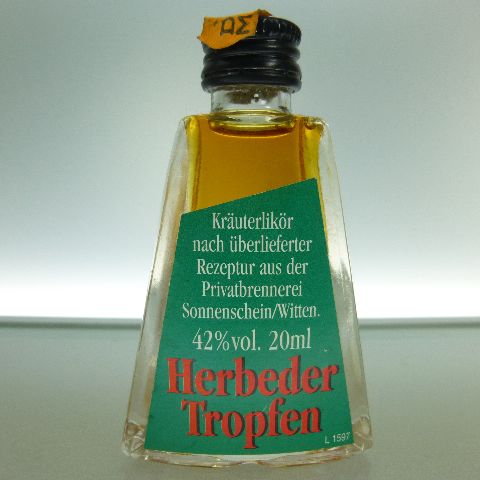 Kräuterlikör
nach überlieferter
Rezeptur aus der
Privatbrennerei
Sonnenschein/Witten.
42%vol. 20ml
Herbeder
Tropfen
L 1597